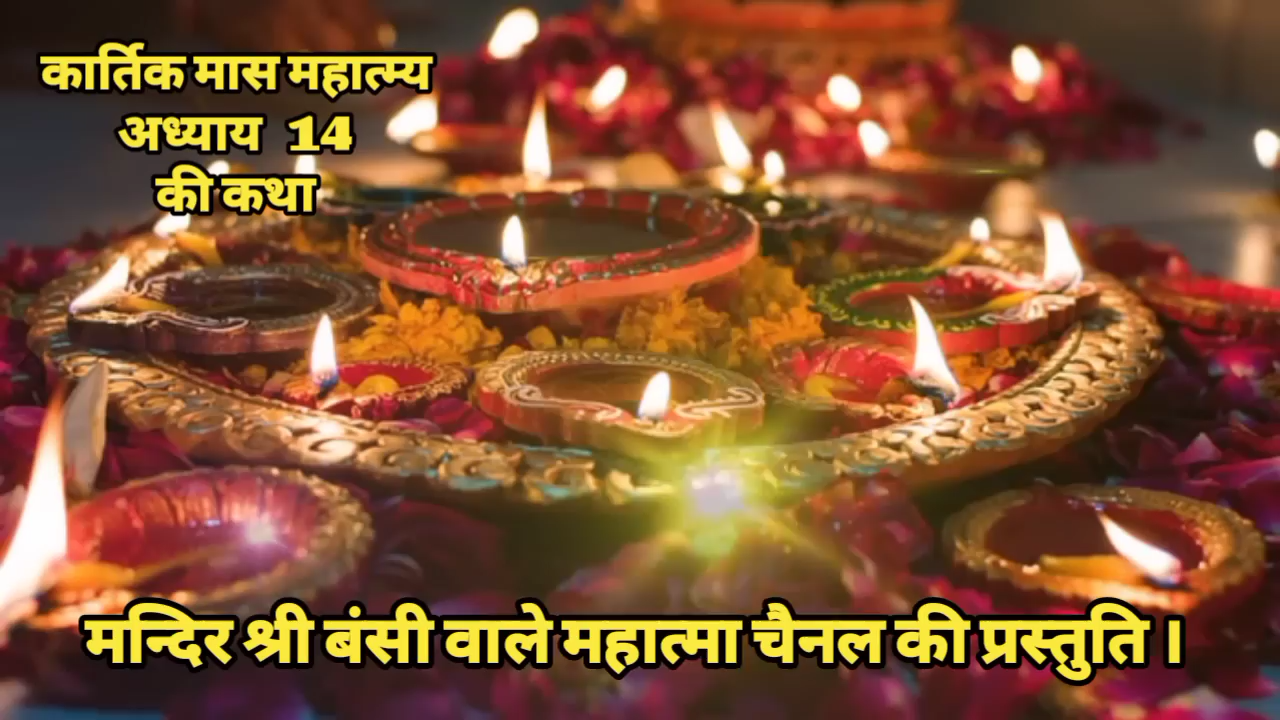 कार्तिक मास महात्म्य
अध्याय 14
की कथा
मन्दिर श्री बंसी वाले महात्मा चैनल की प्रस्तुति ।